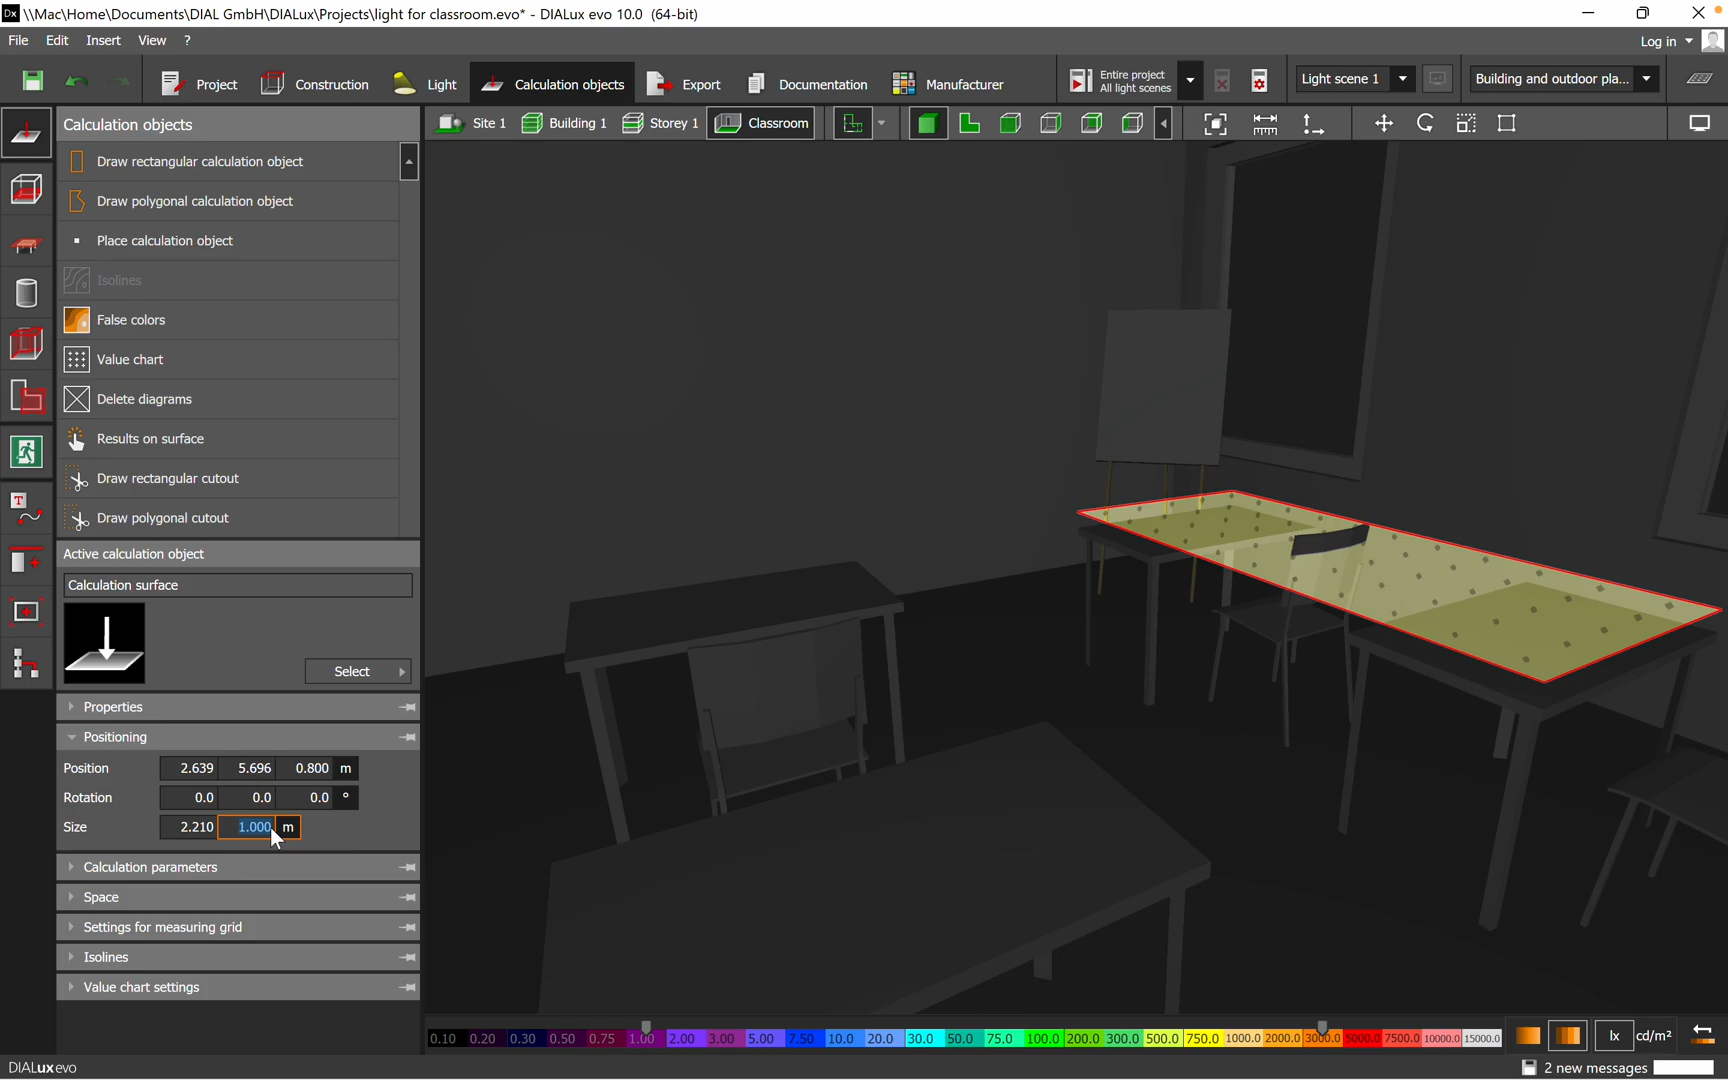 Dx \\Mac\Home\Documents\DIAL GmbH\DIALux\Projects\light for classroom.evo* - DIALux evo 10.0  (64-bit)
File Edit Insert View ? Log in
Project Construction Light Calculation objects Export Documentation Manufacturer Entire project All light scenes Light scene 1 Building and outdoor pla...
Calculation objects Site 1 Building 1 Storey 1 Classroom
Draw rectangular calculation object
Draw polygonal calculation object
Place calculation object
Isolines
False colors
Value chart
Delete diagrams
Results on surface
Draw rectangular cutout
Draw polygonal cutout
Active calculation object
Calculation surface
Select
Properties
Positioning
Position 2.639 5.696 0.800 m
Rotation 0.0 0.0 0.0 °
Size 2.210 1.000 m
Calculation parameters
Space
Settings for measuring grid
Isolines
Value chart settings
0.10 0.20 0.30 0.50 0.75 1.00 2.00 3.00 5.00 7.50 10.0 20.0 30.0 50.0 75.0 100.0 200.0 300.0 500.0 750.0 1000.0 2000.0 3000.0 5000.0 7500.0 10000.0 15000.0 lx cd/m²
DIALux evo 2 new messages